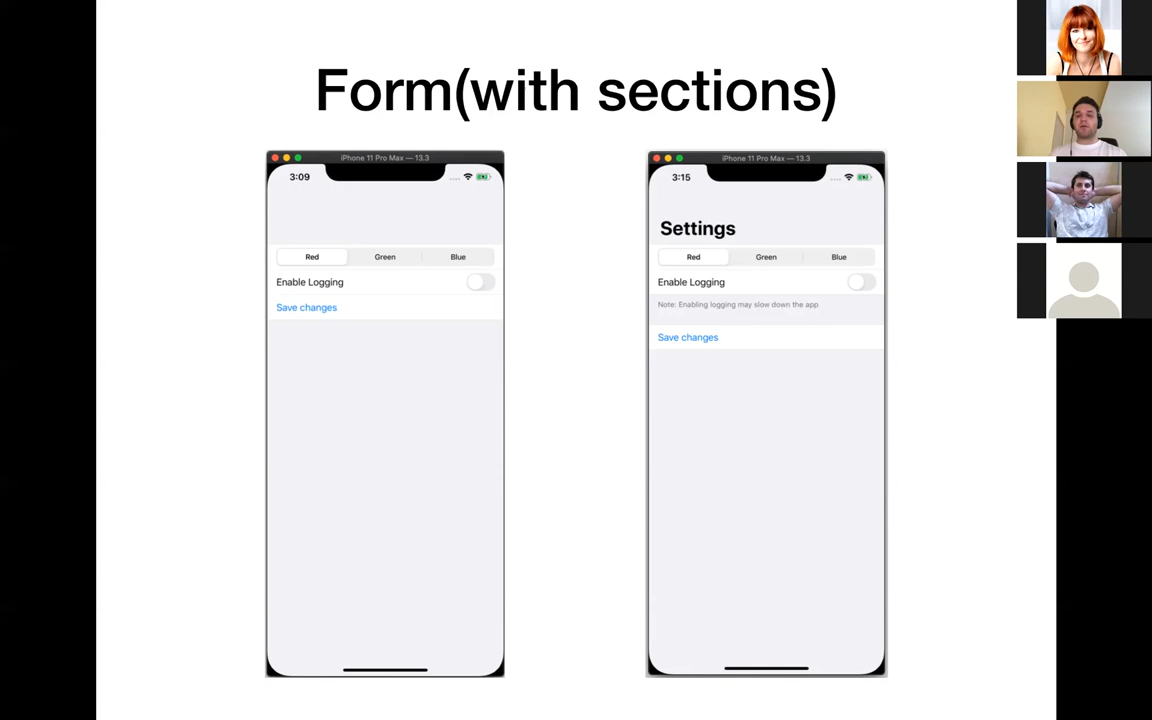 Form(with sections)
iPhone 11 Pro Max — 13.3
3:09
Red Green Blue
Enable Logging
Save changes
iPhone 11 Pro Max — 13.3
3:15
Settings
Red Green Blue
Enable Logging
Note: Enabling logging may slow down the app
Save changes